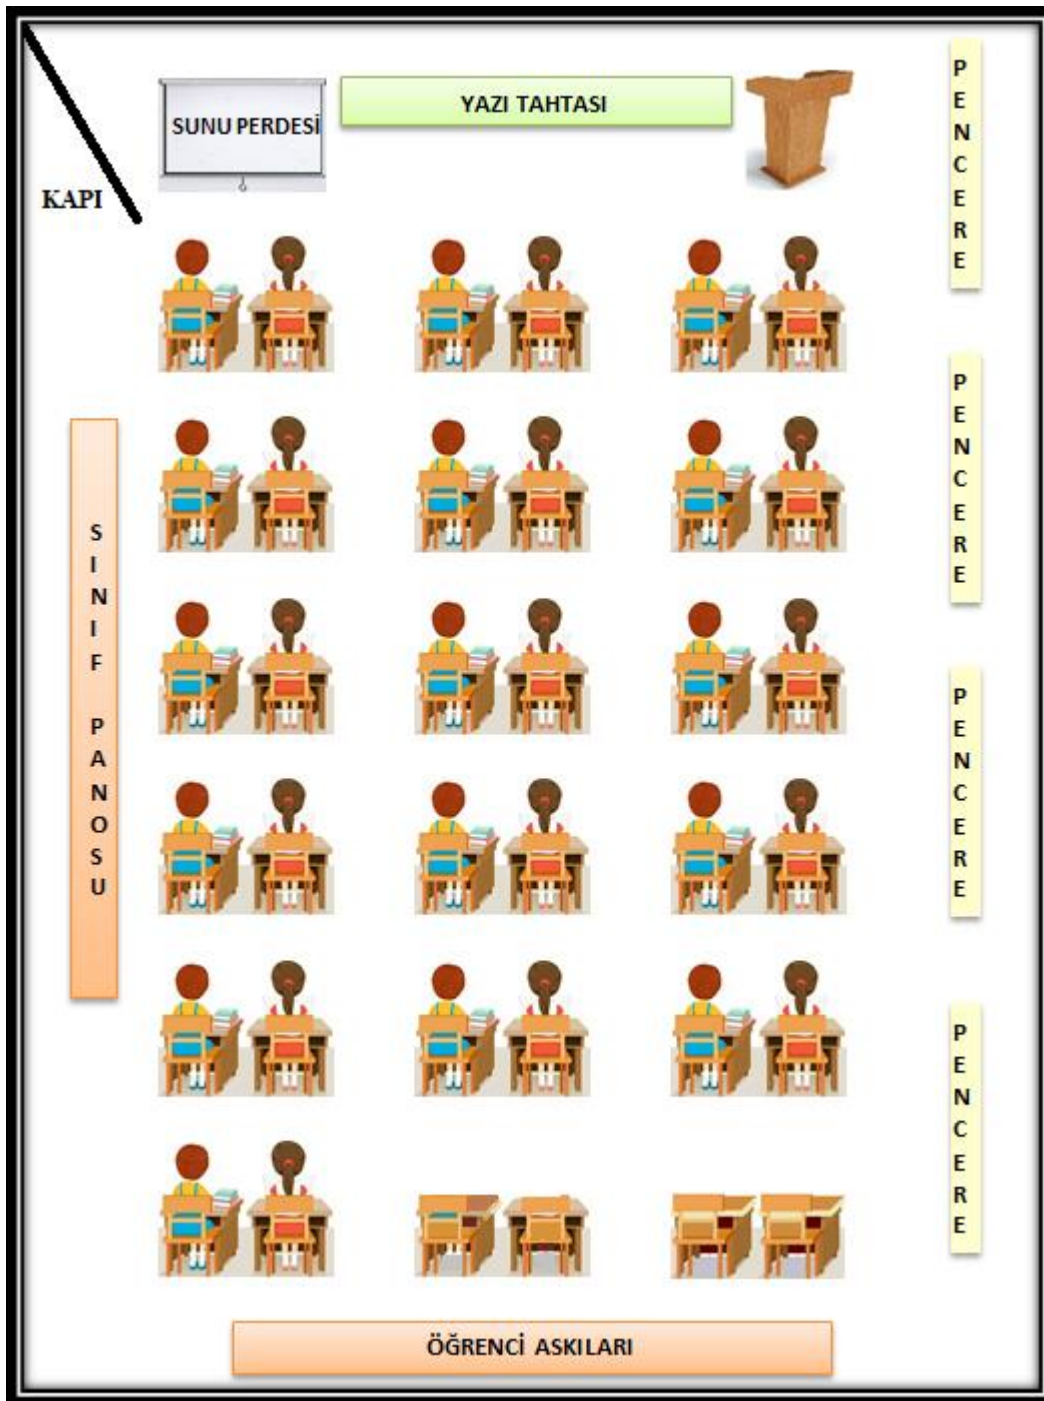 SUNU PERDESİ
YAZI TAHTASI
KAPI
PENCERE
PENCERE
SINIF PANOSU
PENCERE
PENCERE
ÖĞRENCİ ASKILARI